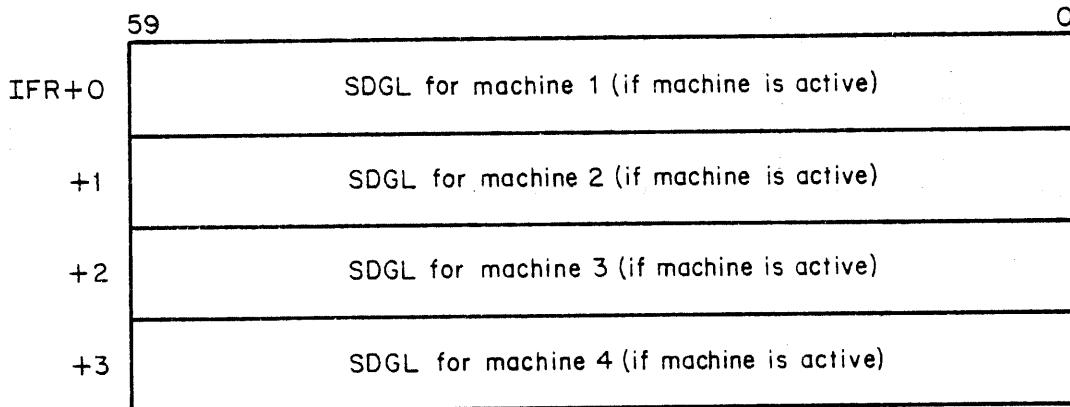 59 0
IFR+0 SDGL for machine 1 (if machine is active)
+1 SDGL for machine 2 (if machine is active)
+2 SDGL for machine 3 (if machine is active)
+3 SDGL for machine 4 (if machine is active)